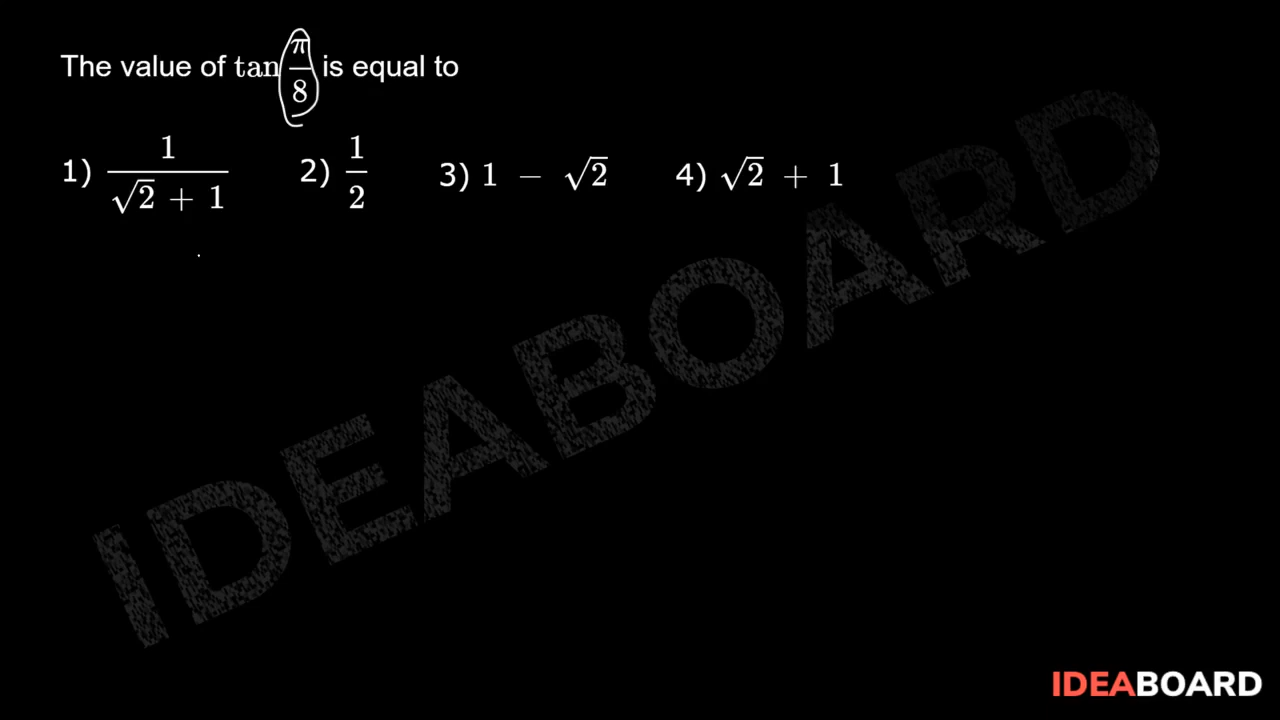 The value of tan π/8 is equal to
1) 1/(√2 + 1) 2) 1/2 3) 1 − √2 4) √2 + 1
IDEABOARD
IDEABOARD